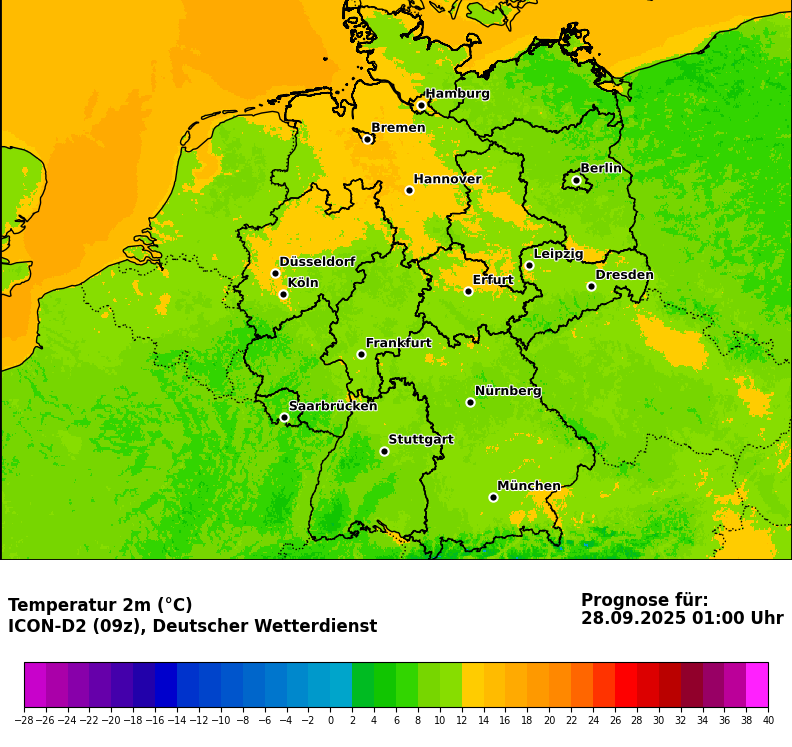 Hamburg
Bremen
Berlin
Hannover
Leipzig
Düsseldorf
Dresden
Köln
Erfurt
Frankfurt
Nürnberg
Saarbrücken
Stuttgart
München
Temperatur 2m (°C)
ICON-D2 (09z), Deutscher Wetterdienst
Prognose für:
28.09.2025 01:00 Uhr
−28 −26 −24 −22 −20 −18 −16 −14 −12 −10 −8 −6 −4 −2 0 2 4 6 8 10 12 14 16 18 20 22 24 26 28 30 32 34 36 38 40